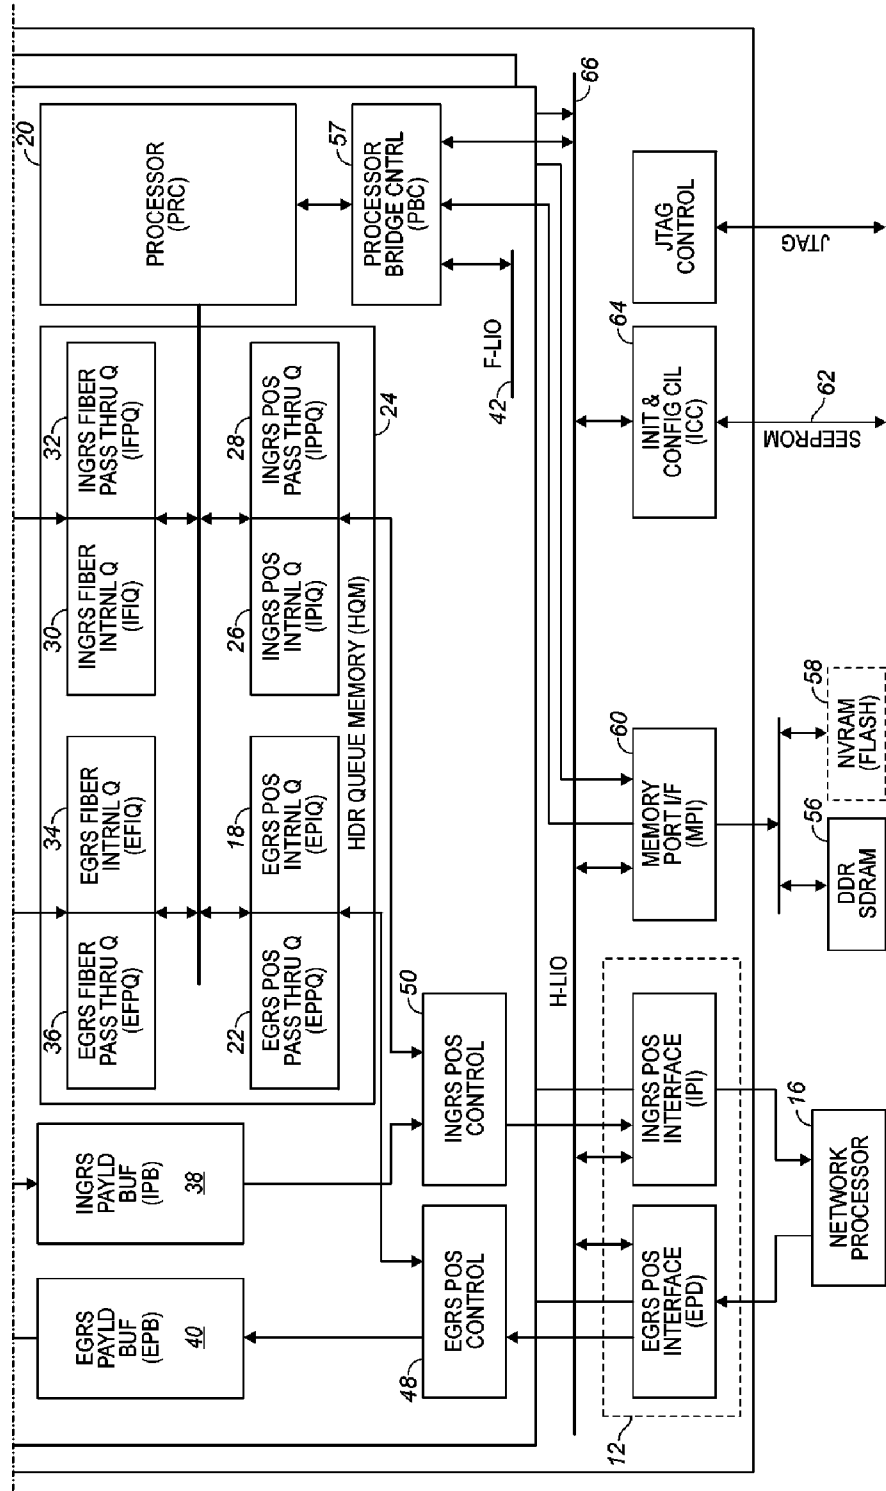 EGRS
PAYLD
BUF
(EPB)
40
INGRS
PAYLD
BUF
(IPB)
38
36
EGRS FIBER
PASS THRU Q
(EFPQ)
34
EGRS FIBER
INTRNL Q
(EFIQ)
30
INGRS FIBER
INTRNL Q
(IFIQ)
32
INGRS FIBER
PASS THRU Q
(IFPQ)
20
PROCESSOR
(PRC)
22
EGRS POS
PASS THRU Q
(EPPQ)
18
EGRS POS
INTRNL Q
(EPIQ)
26
INGRS POS
INTRNL Q
(IPIQ)
28
INGRS POS
PASS THRU Q
(IPPQ)
HDR QUEUE MEMORY (HQM)
24
57
PROCESSOR
BRIDGE CNTRL
(PBC)
48
EGRS POS
CONTROL
50
INGRS POS
CONTROL
F-LIO
42
H-LIO
66
12
EGRS POS
INTERFACE
(EPD)
INGRS POS
INTERFACE
(IPI)
60
MEMORY
PORT I/F
(MPI)
64
INIT &
CONFIG CIL
(ICC)
JTAG
CONTROL
SEEPROM
62
JTAG
16
NETWORK
PROCESSOR
56
DDR
SDRAM
58
NVRAM
(FLASH)